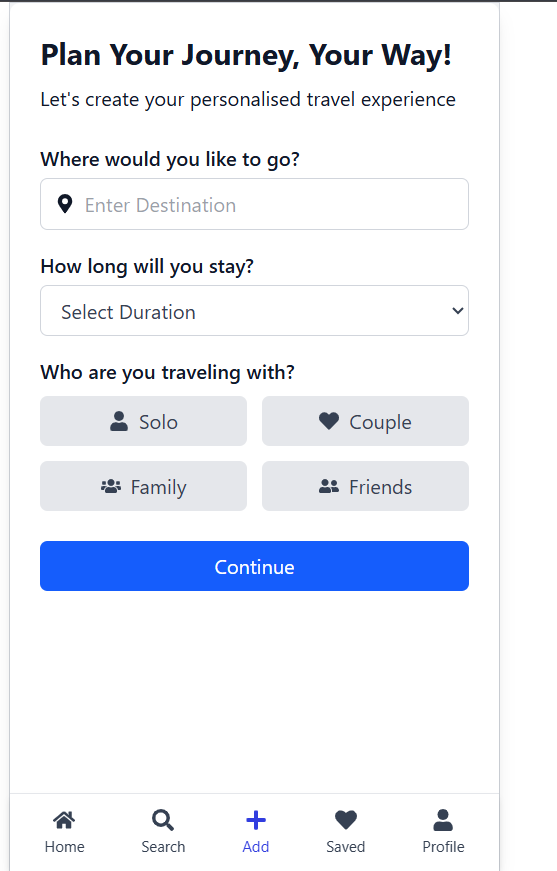 Plan Your Journey, Your Way!
Let's create your personalised travel experience
Where would you like to go?
Enter Destination
How long will you stay?
Select Duration
Who are you traveling with?
Solo
Couple
Family
Friends
Continue
Home
Search
Add
Saved
Profile